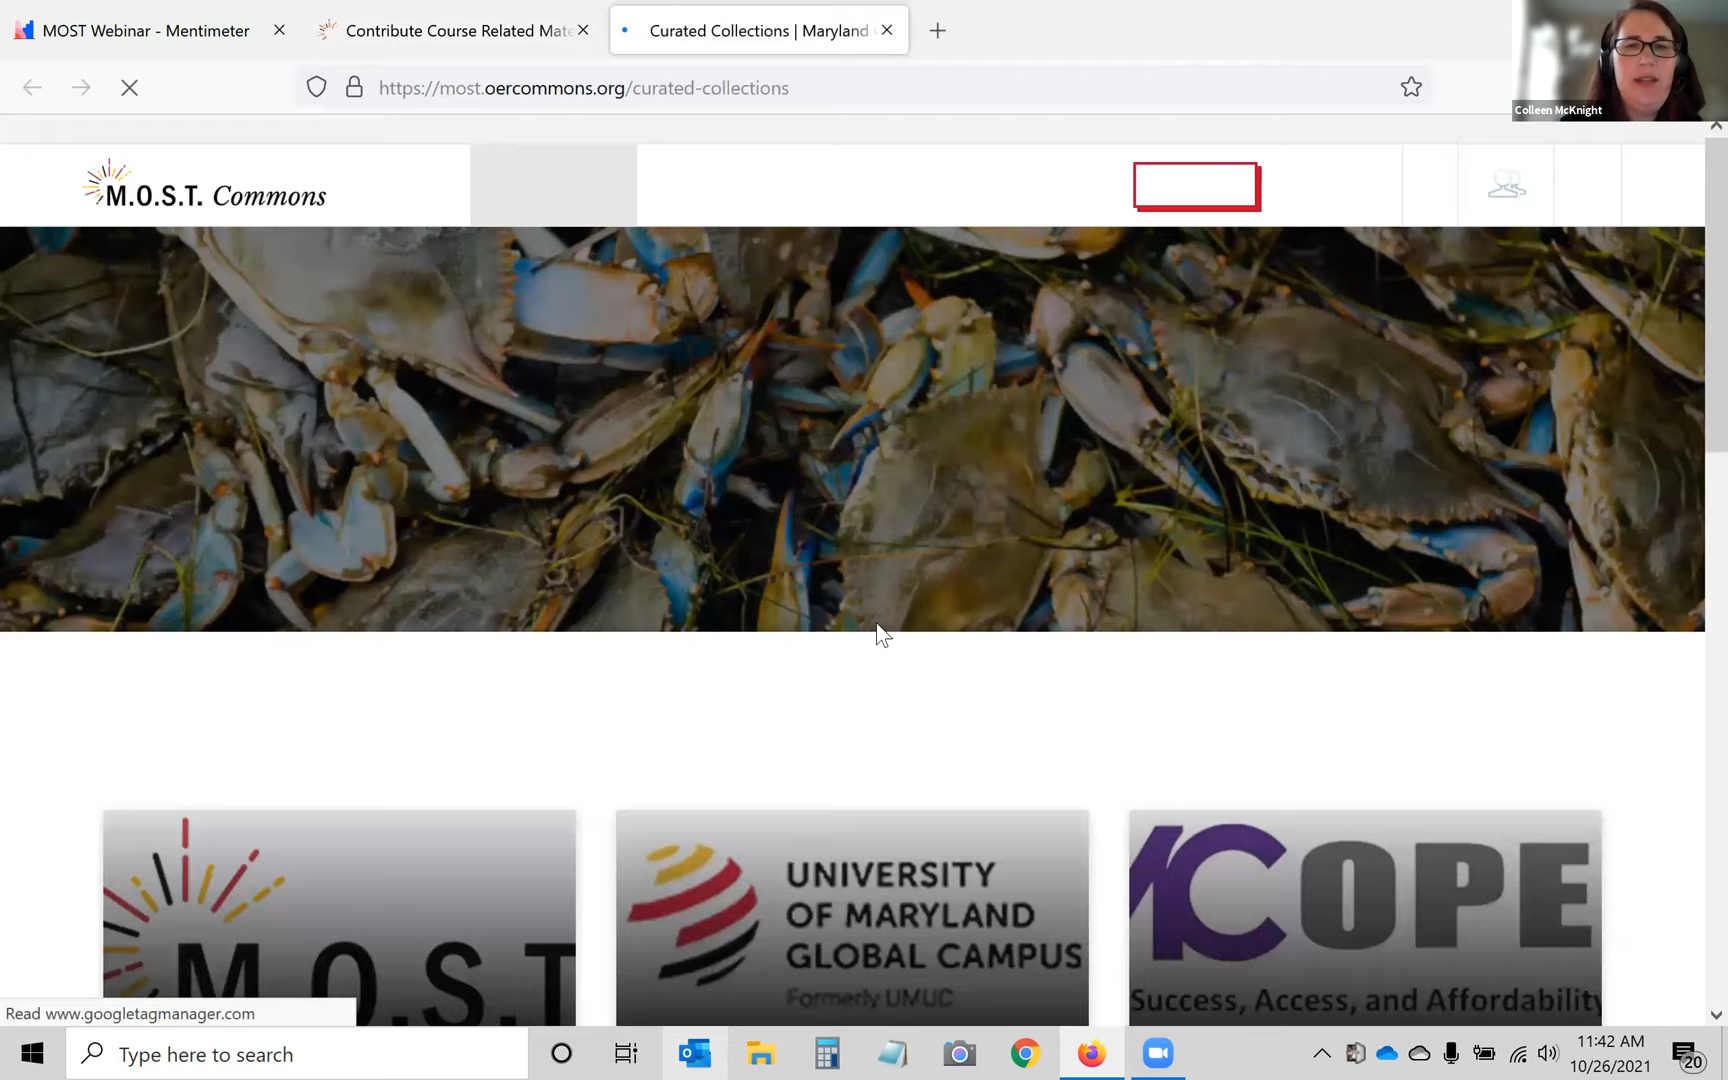 MOST Webinar - Mentimeter
Contribute Course Related Mate
Curated Collections | Maryland
https://most.oercommons.org/curated-collections
Colleen McKnight
M.O.S.T. Commons
M.O.S.T
UNIVERSITY
OF MARYLAND
GLOBAL CAMPUS
Formerly UMUC
MCOPE
Success, Access, and Affordability
Read www.googletagmanager.com
Type here to search
11:42 AM
10/26/2021
20